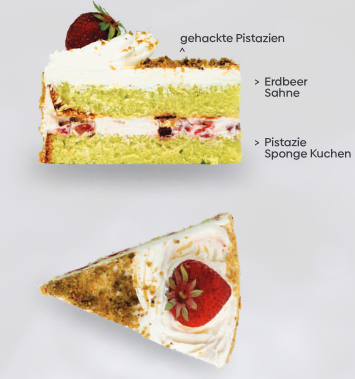 gehackte Pistazien
^
> Erdbeer
Sahne
> Pistazie
Sponge Kuchen